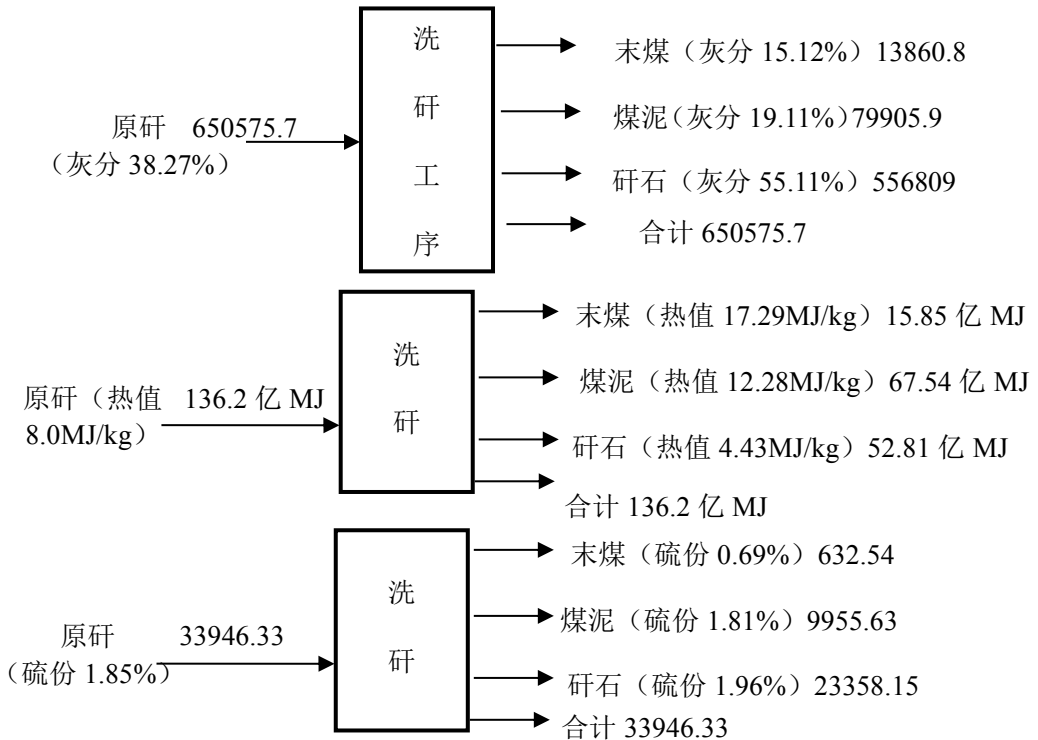 洗
矸
工
序
原矸 650575.7
（灰分 38.27%）
末煤（灰分 15.12%）13860.8
煤泥（灰分 19.11%）79905.9
矸石（灰分 55.11%）556809
合计 650575.7
洗
矸
原矸（热值 136.2 亿 MJ
8.0MJ/kg）
末煤（热值 17.29MJ/kg）15.85 亿 MJ
煤泥（热值 12.28MJ/kg）67.54 亿 MJ
矸石（热值 4.43MJ/kg）52.81 亿 MJ
合计 136.2 亿 MJ
洗
矸
原矸 33946.33
（硫份 1.85%）
末煤（硫份 0.69%）632.54
煤泥（硫份 1.81%）9955.63
矸石（硫份 1.96%）23358.15
合计 33946.33